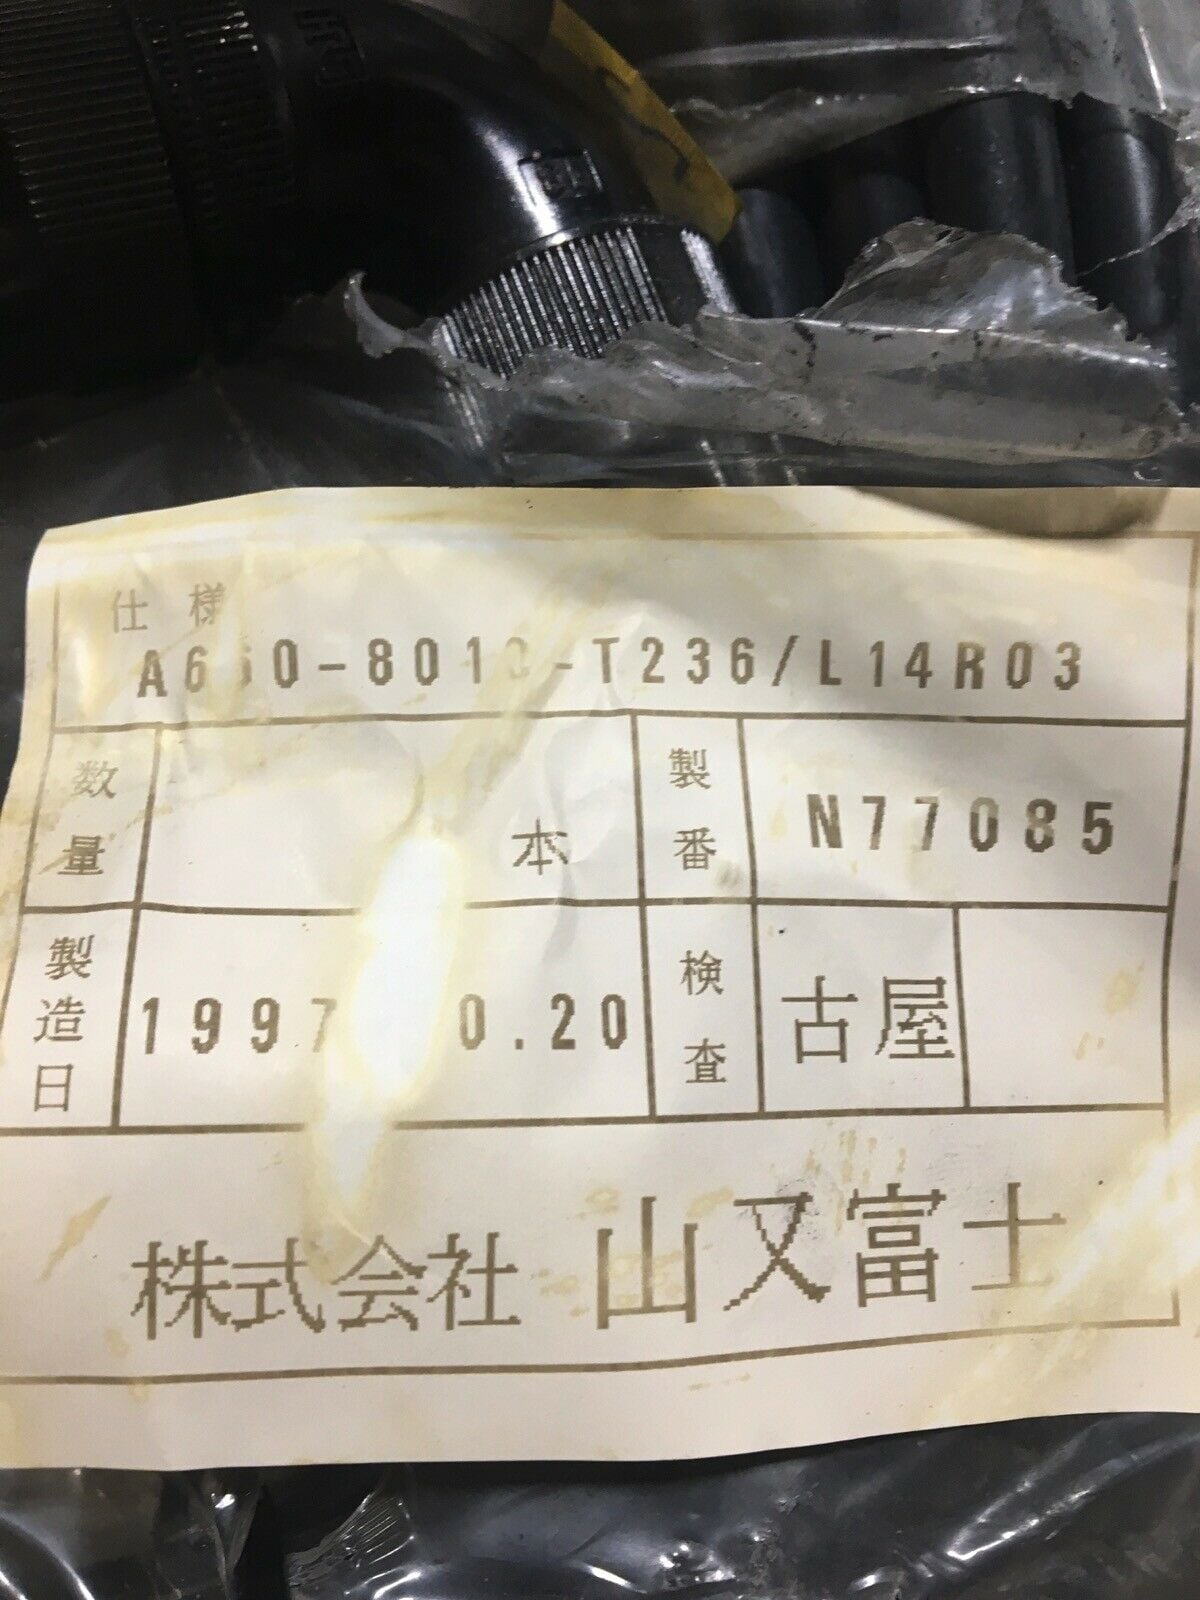 仕様
A660-8013-T236/L14R03
数量 本 製番 N77085
製造日 1997 0.20 検査 古屋
株式会社 山又富士